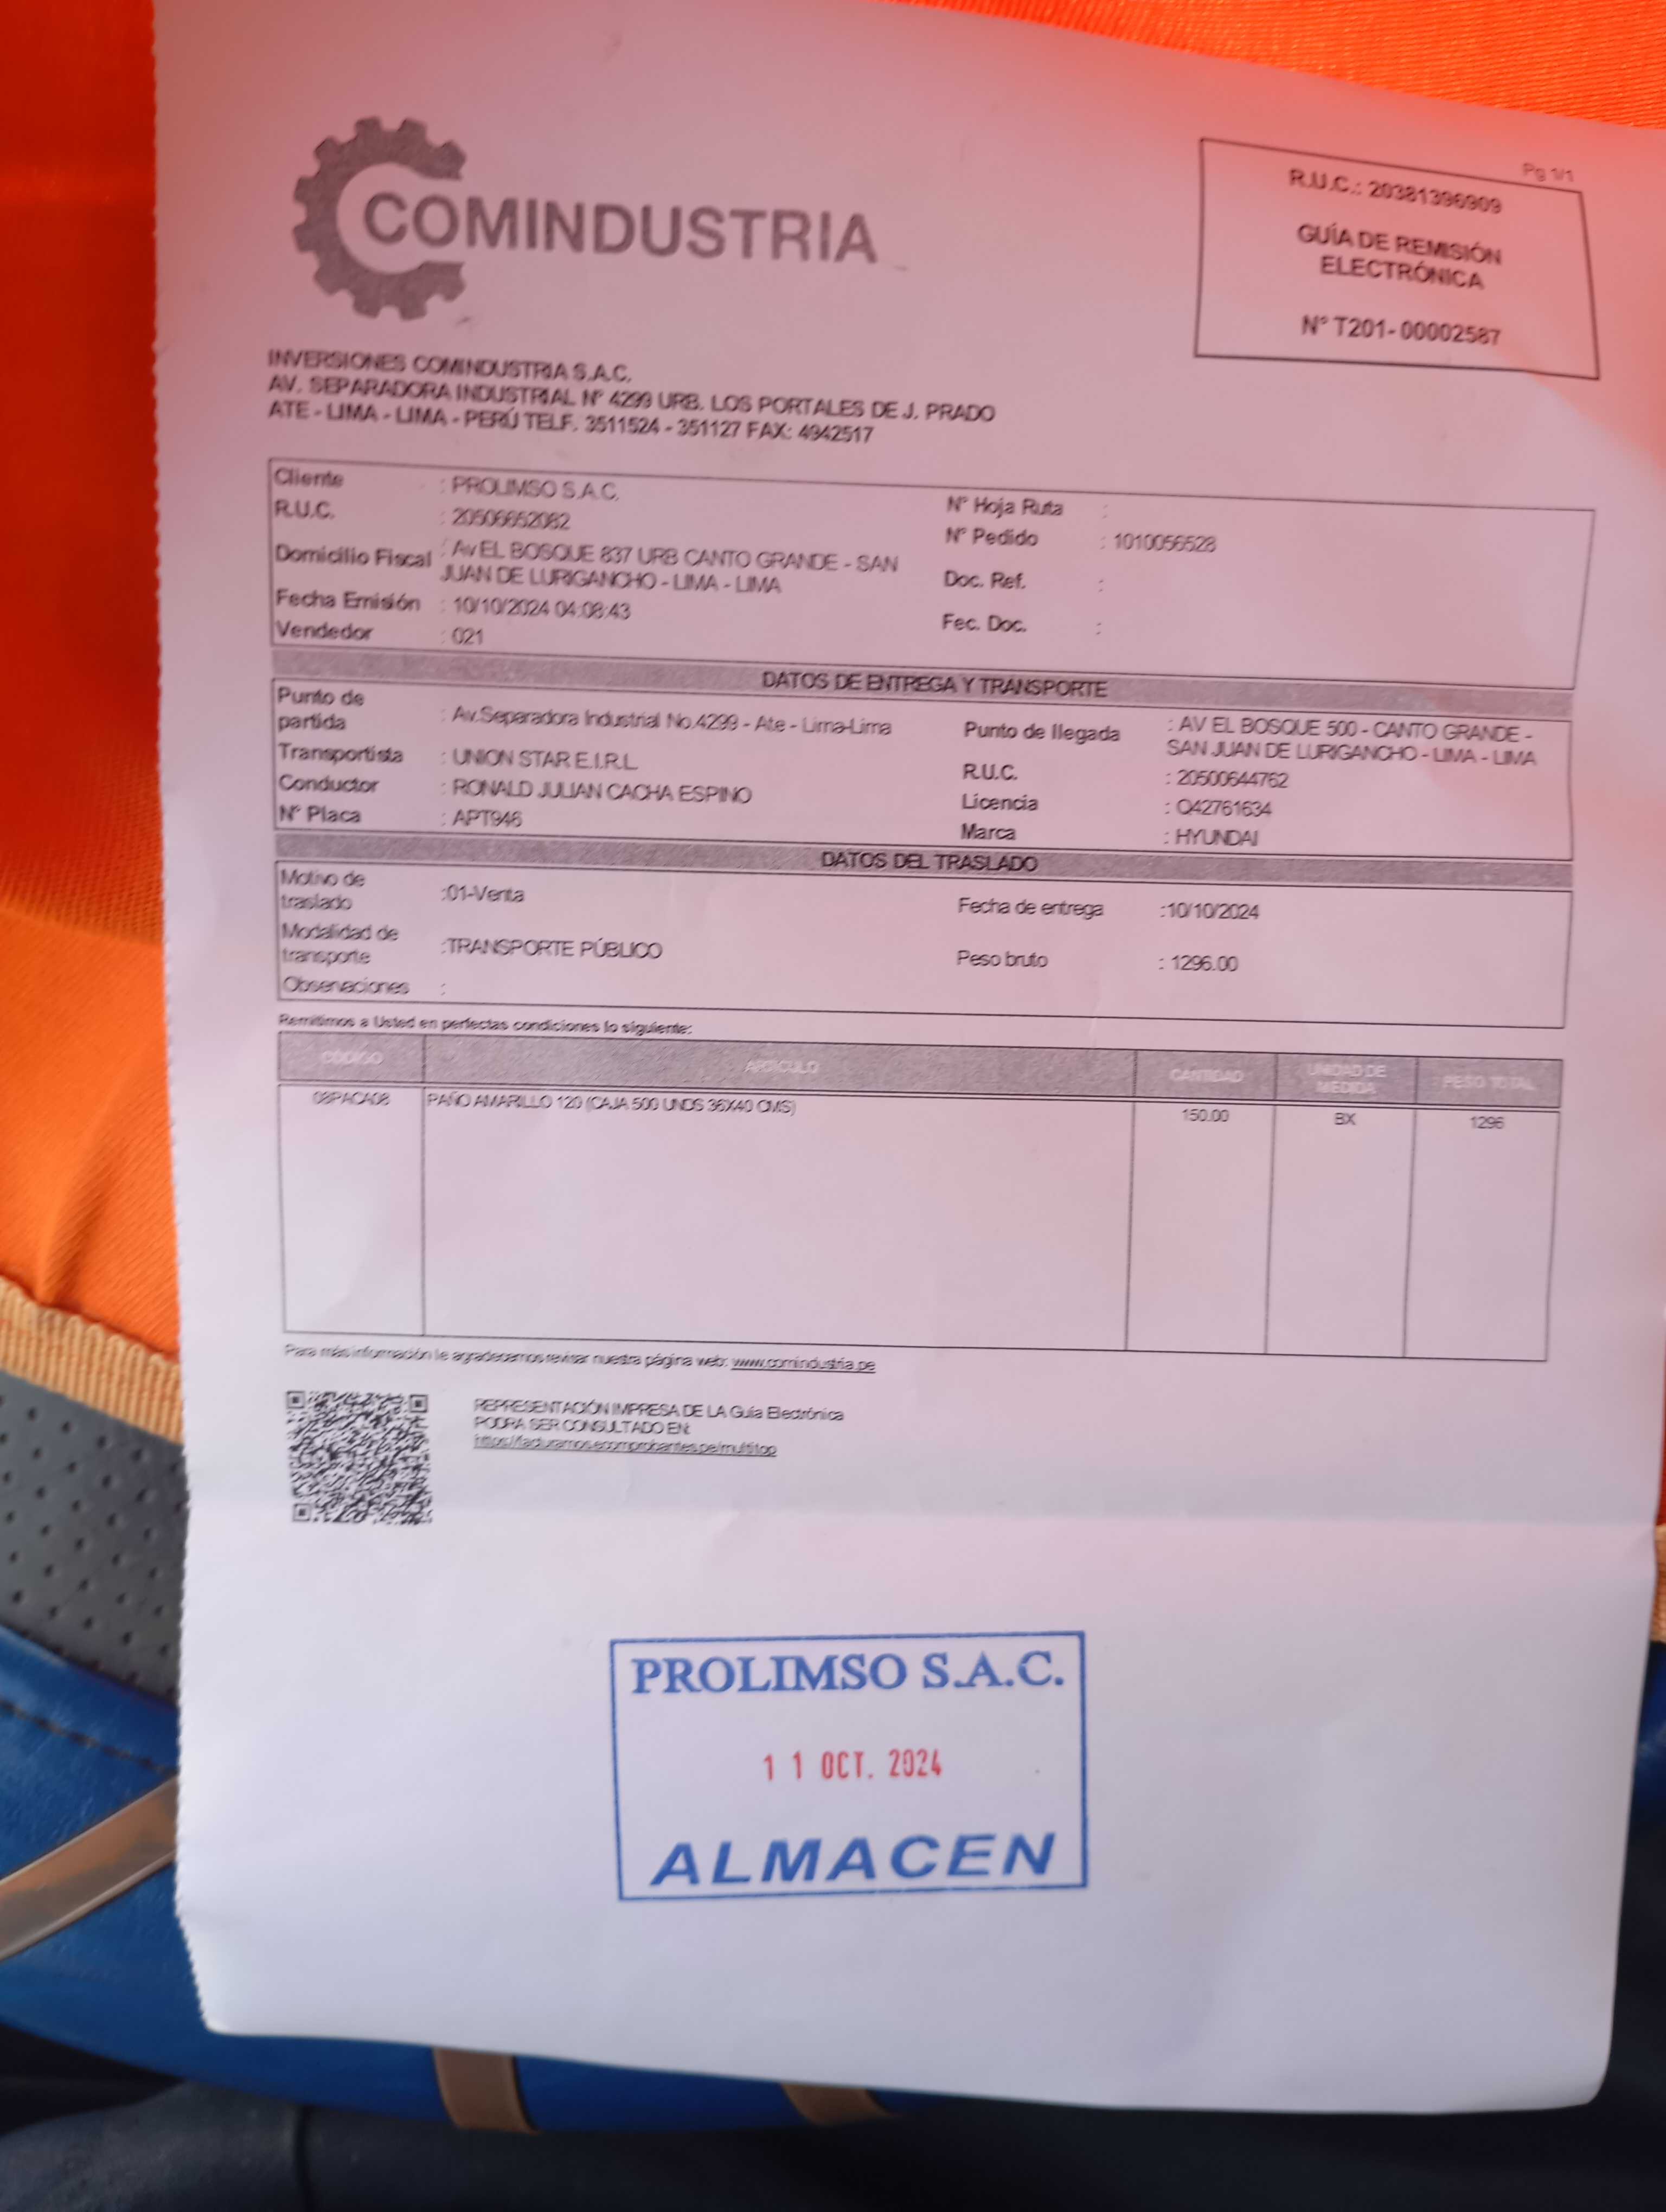 Pg 1/1
COMINDUSTRIA
R.U.C.: 20381396909
GUÍA DE REMISIÓN
ELECTRÓNICA
N° T201- 00002587
INVERSIONES COMINDUSTRIA S.A.C.
AV. SEPARADORA INDUSTRIAL N° 4299 URB. LOS PORTALES DE J. PRADO
ATE - LIMA - LIMA - PERÚ TELF. 3511524 - 351127 FAX: 4942517
Cliente : PROLIMSO S.A.C.
R.U.C. : 20506652082
Domicilio Fiscal : Av EL BOSQUE 837 URB CANTO GRANDE - SAN
JUAN DE LURIGANCHO - LIMA - LIMA
Fecha Emisión : 10/10/2024 04:08:43
Vendedor : 021
N° Hoja Ruta :
N° Pedido : 1010056528
Doc. Ref. :
Fec. Doc. :
DATOS DE ENTREGA Y TRANSPORTE
Punto de
partida : Av.Separadora Industrial No.4299 - Ate - Lima-Lima
Transportista : UNION STAR E.I.R.L
Conductor : RONALD JULIAN CACHA ESPINO
N° Placa : APT946
Punto de llegada : AV EL BOSQUE 500 - CANTO GRANDE -
SAN JUAN DE LURIGANCHO - LIMA - LIMA
R.U.C. : 20500644762
Licencia : Q42761634
Marca : HYUNDAI
DATOS DEL TRASLADO
Motivo de
traslado :01-Venta
Modalidad de
transporte :TRANSPORTE PÚBLICO
Observaciones :
Fecha de entrega :10/10/2024
Peso bruto : 1296.00
Remitimos a Usted en perfectas condiciones lo siguiente:
CÓDIGO ARTICULO CANTIDAD UNIDAD DE MEDIDA PESO TOTAL
08PACA08 PAÑO AMARILLO 120 (CAJA 500 UNDS 36X40 CMS) 150.00 BX 1296
Para más información le agradecemos revisar nuestra página web: www.comindustria.pe
REPRESENTACIÓN IMPRESA DE LA Guía Electrónica
PODRA SER CONSULTADO EN:
https://facturamos.ecomprobantes.pe/multitop
PROLIMSO S.A.C.
11 OCT. 2024
ALMACEN